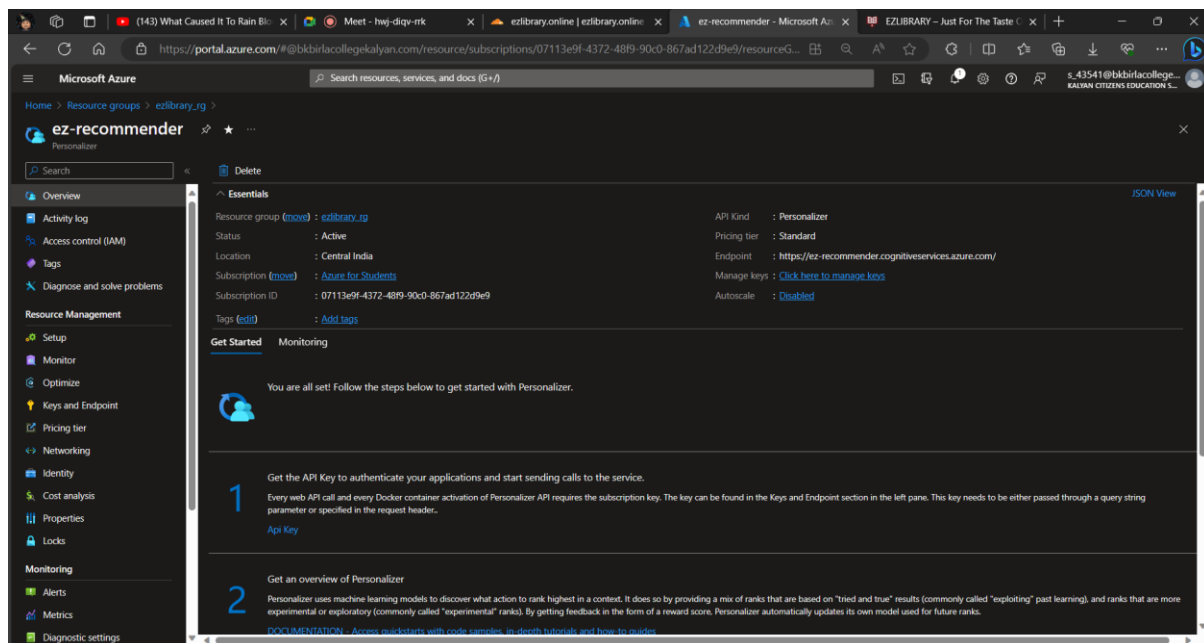 (143) What Caused It To Rain Blo
Meet - hwj-diqv-rrk
ezlibrary.online | ezlibrary.online
ez-recommender - Microsoft Az
EZLIBRARY – Just For The Taste O
https://portal.azure.com/#@bkbirlacollegekalyan.com/resource/subscriptions/07113e9f-4372-48f9-90c0-867ad122d9e9/resourceG...
Microsoft Azure
Search resources, services, and docs (G+/)
1
s_43541@bkbirlacollege...
KALYAN CITIZENS EDUCATION S...
Home > Resource groups > ezlibrary_rg >
ez-recommender
Personalizer
Search
Delete
Overview
Activity log
Access control (IAM)
Tags
Diagnose and solve problems
Resource Management
Setup
Monitor
Optimize
Keys and Endpoint
Pricing tier
Networking
Identity
Cost analysis
Properties
Locks
Monitoring
Alerts
Metrics
Diagnostic settings
Essentials
JSON View
Resource group (move) : ezlibrary_rg
Status : Active
Location : Central India
Subscription (move) : Azure for Students
Subscription ID : 07113e9f-4372-48f9-90c0-867ad122d9e9
Tags (edit) : Add tags
API Kind : Personalizer
Pricing tier : Standard
Endpoint : https://ez-recommender.cognitiveservices.azure.com/
Manage keys : Click here to manage keys
Autoscale : Disabled
Get Started Monitoring
You are all set! Follow the steps below to get started with Personalizer.
1
Get the API Key to authenticate your applications and start sending calls to the service.
Every web API call and every Docker container activation of Personalizer API requires the subscription key. The key can be found in the Keys and Endpoint section in the left pane. This key needs to be either passed through a query string
parameter or specified in the request header..
Api Key
2
Get an overview of Personalizer
Personalizer uses machine learning models to discover what action to rank highest in a context. It does so by providing a mix of ranks that are based on "tried and true" results (commonly called "exploiting" past learning), and ranks that are more
experimental or exploratory (commonly called "experimental" ranks). By getting feedback in the form of a reward score, Personalizer automatically updates its own model used for future ranks.
DOCUMENTATION - Access quickstarts with code samples, in-depth tutorials and how-to guides